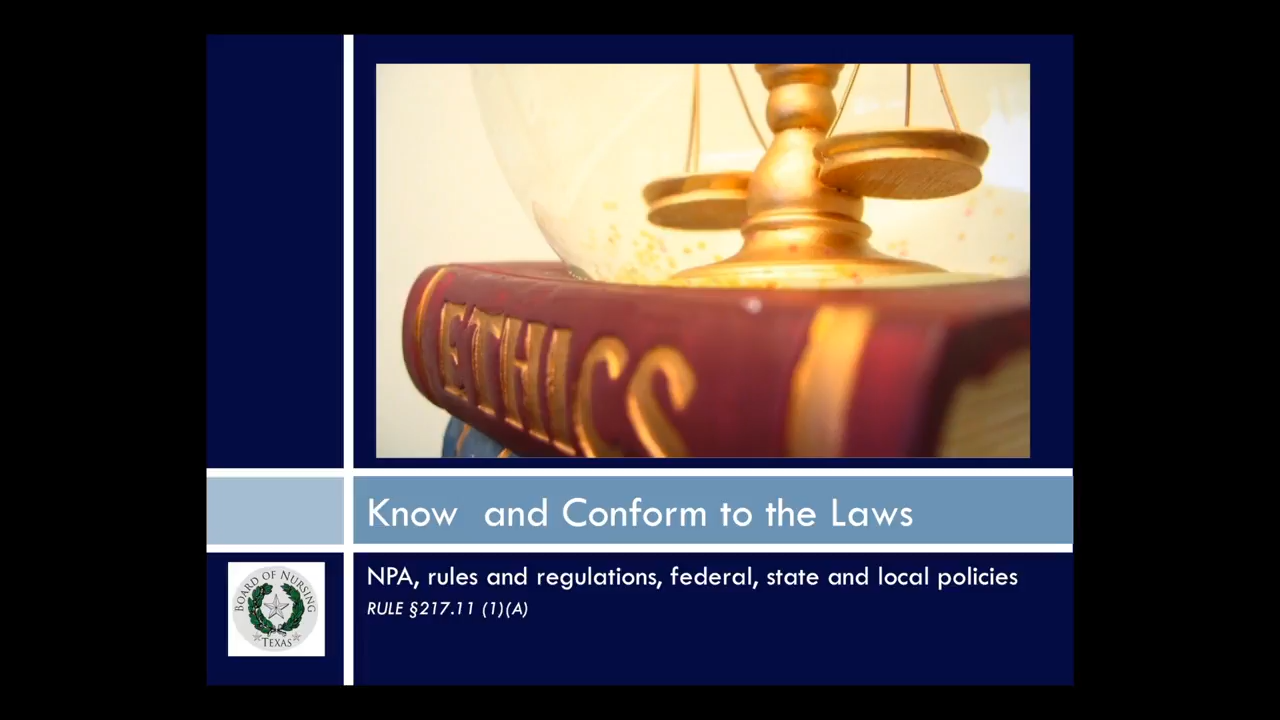 ETHICS
Know  and Conform to the Laws
NPA, rules and regulations, federal, state and local policies
RULE §217.11 (1)(A)
BOARD OF NURSING
TEXAS